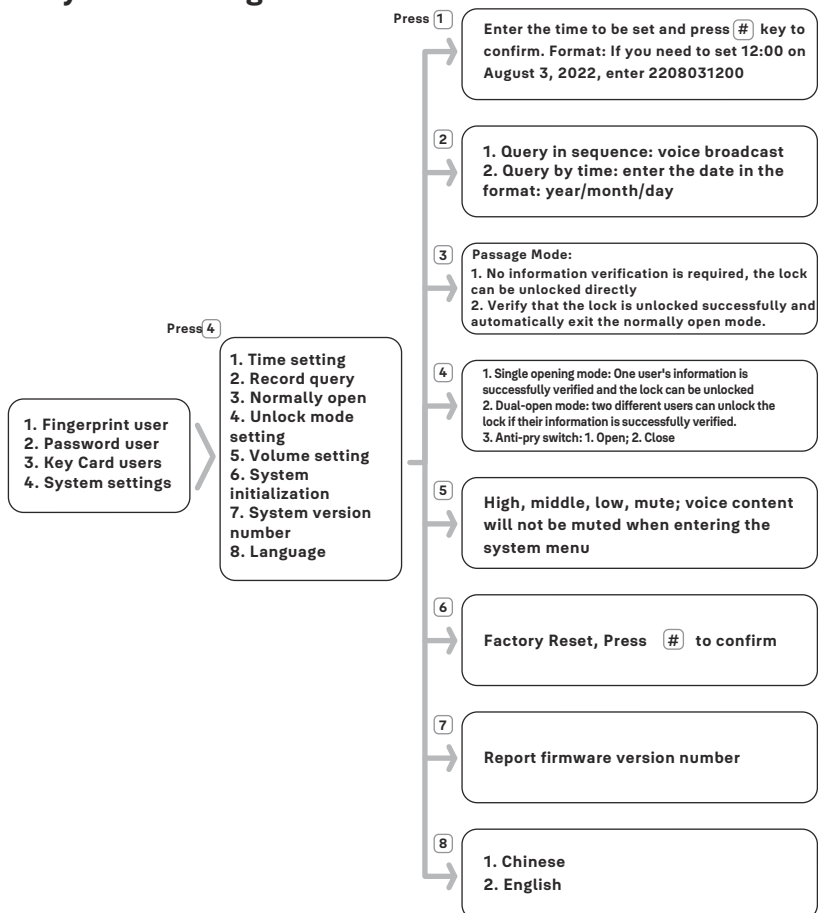 Press 1
Enter the time to be set and press # key to
confirm. Format: If you need to set 12:00 on
August 3, 2022, enter 2208031200
2
1. Query in sequence: voice broadcast
2. Query by time: enter the date in the
format: year/month/day
3
Passage Mode:
1. No information verification is required, the lock
can be unlocked directly
2. Verify that the lock is unlocked successfully and
automatically exit the normally open mode.
Press 4
1. Fingerprint user
2. Password user
3. Key Card users
4. System settings
1. Time setting
2. Record query
3. Normally open
4. Unlock mode
setting
5. Volume setting
6. System
initialization
7. System version
number
8. Language
4
1. Single opening mode: One user's information is
successfully verified and the lock can be unlocked
2. Dual-open mode: two different users can unlock the
lock if their information is successfully verified.
3. Anti-pry switch: 1. Open; 2. Close
5
High, middle, low, mute; voice content
will not be muted when entering the
system menu
6
Factory Reset, Press # to confirm
7
Report firmware version number
8
1. Chinese
2. English